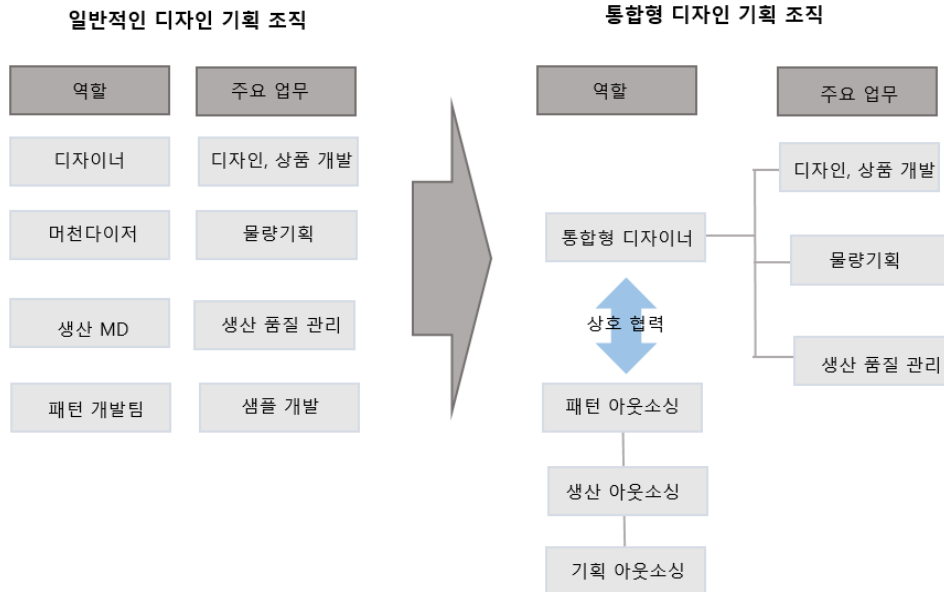 일반적인 디자인 기획 조직
통합형 디자인 기획 조직
역할
주요 업무
디자이너
디자인, 상품 개발
머천다이저
물량기획
생산 MD
생산 품질 관리
패턴 개발팀
샘플 개발
역할
주요 업무
통합형 디자이너
디자인, 상품 개발
물량기획
생산 품질 관리
상호 협력
패턴 아웃소싱
생산 아웃소싱
기획 아웃소싱